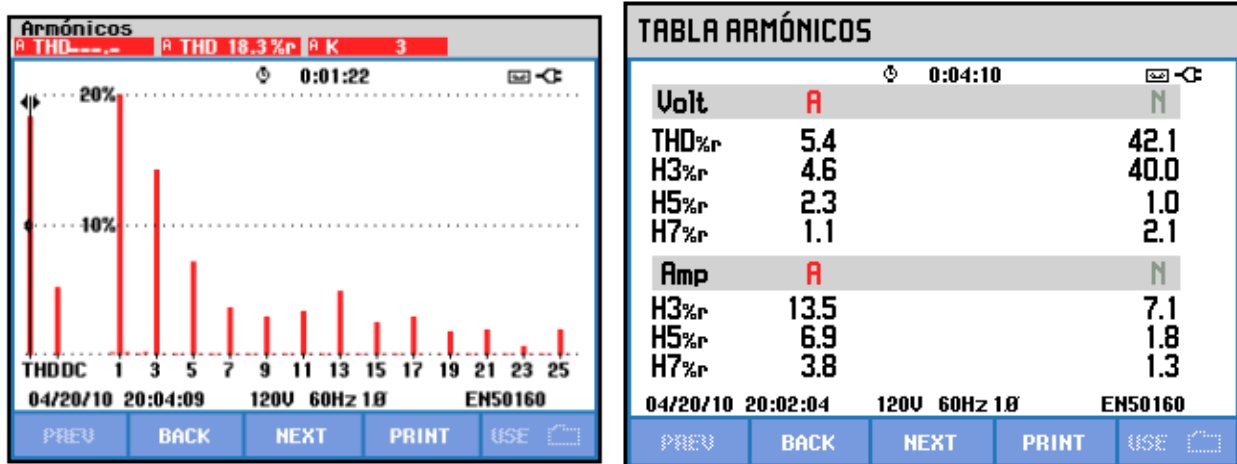 Armónicos
A THD---.- A THD 18.3%r A K 3
0:01:22
20%
10%
THD DC 1 3 5 7 9 11 13 15 17 19 21 23 25
04/20/10 20:04:09 120V 60Hz 1Ø EN50160
PREV BACK NEXT PRINT USE
TABLA ARMÓNICOS
0:04:10
Volt A N
THD%r 5.4 42.1
H3%r 4.6 40.0
H5%r 2.3 1.0
H7%r 1.1 2.1
Amp A N
H3%r 13.5 7.1
H5%r 6.9 1.8
H7%r 3.8 1.3
04/20/10 20:02:04 120V 60Hz 1Ø EN50160
PREV BACK NEXT PRINT USE